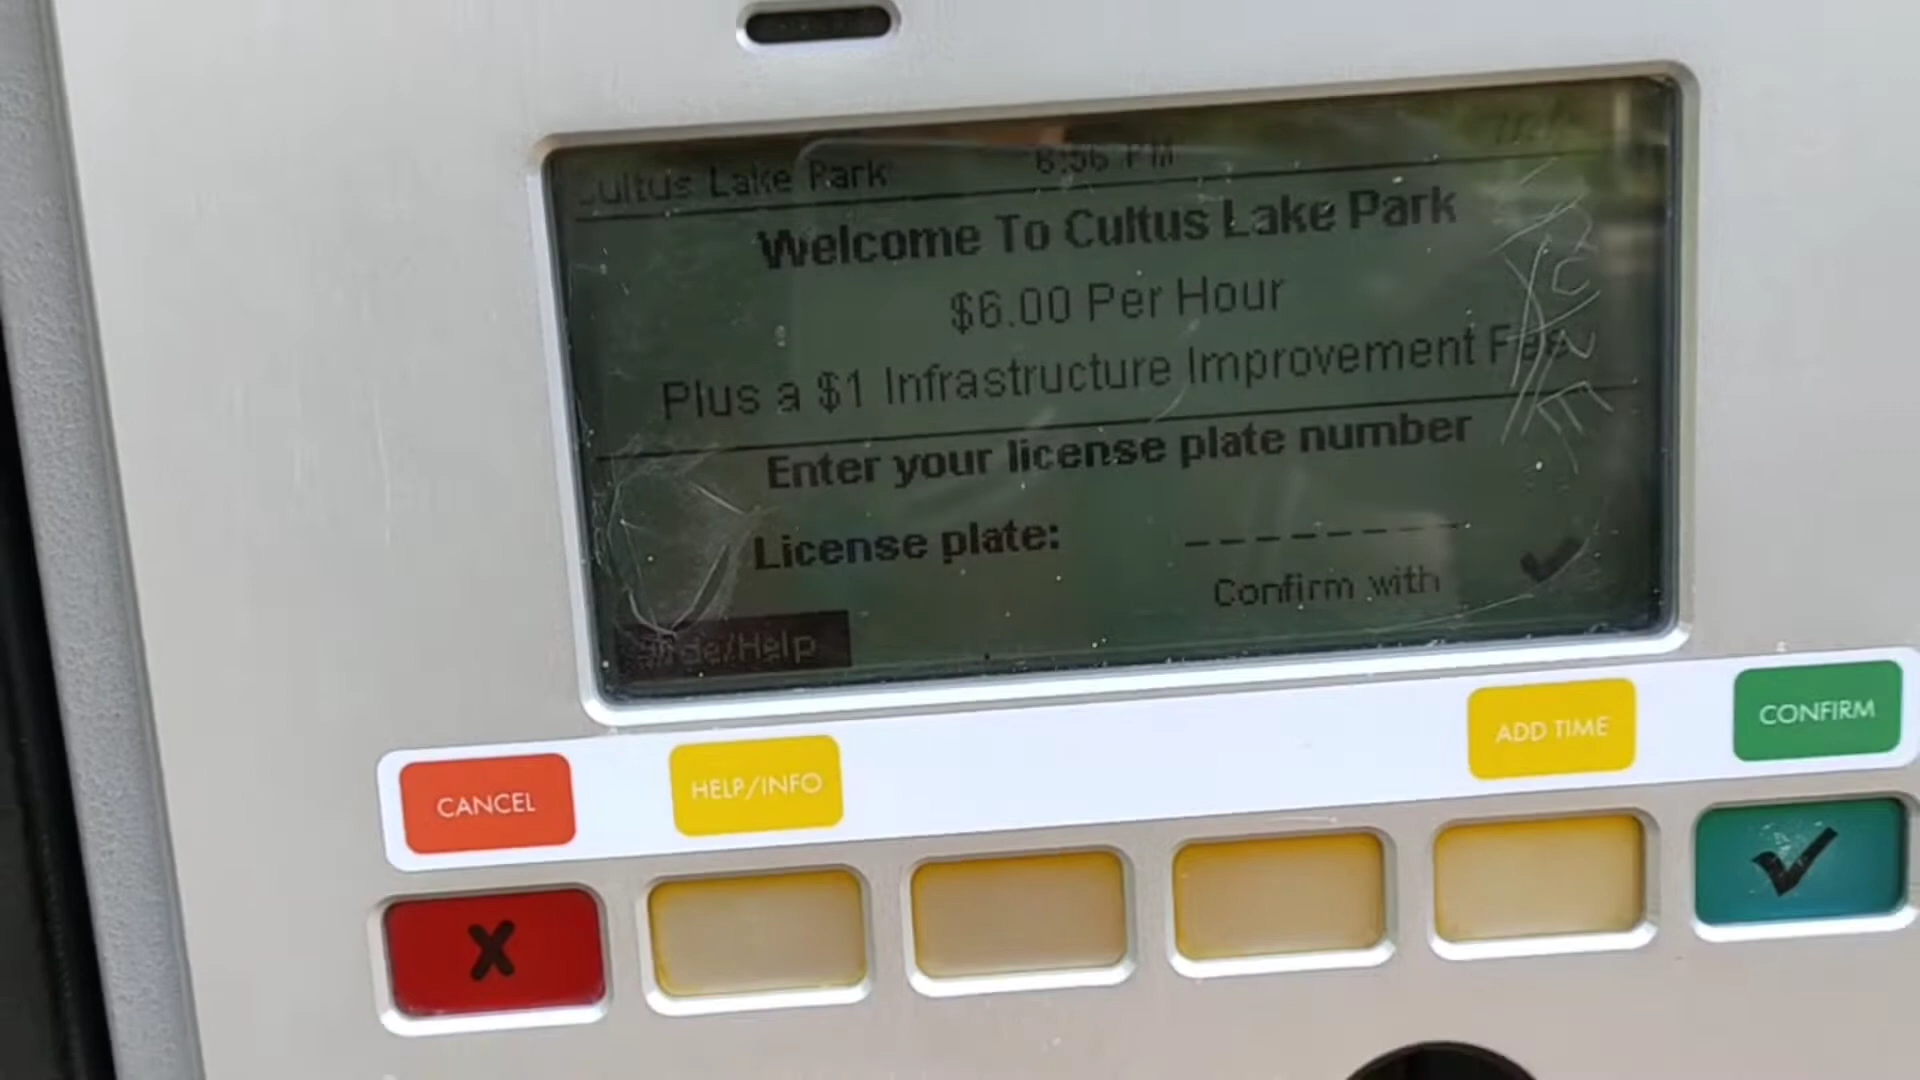 Cultus Lake Park
Welcome To Cultus Lake Park
$6.00 Per Hour
Plus a $1 Infrastructure Improvement Fee
Enter your license plate number
License plate: _ _ _ _ _ _ _ _
Confirm with ✔
CANCEL
HELP/INFO
ADD TIME
CONFIRM
X
✔